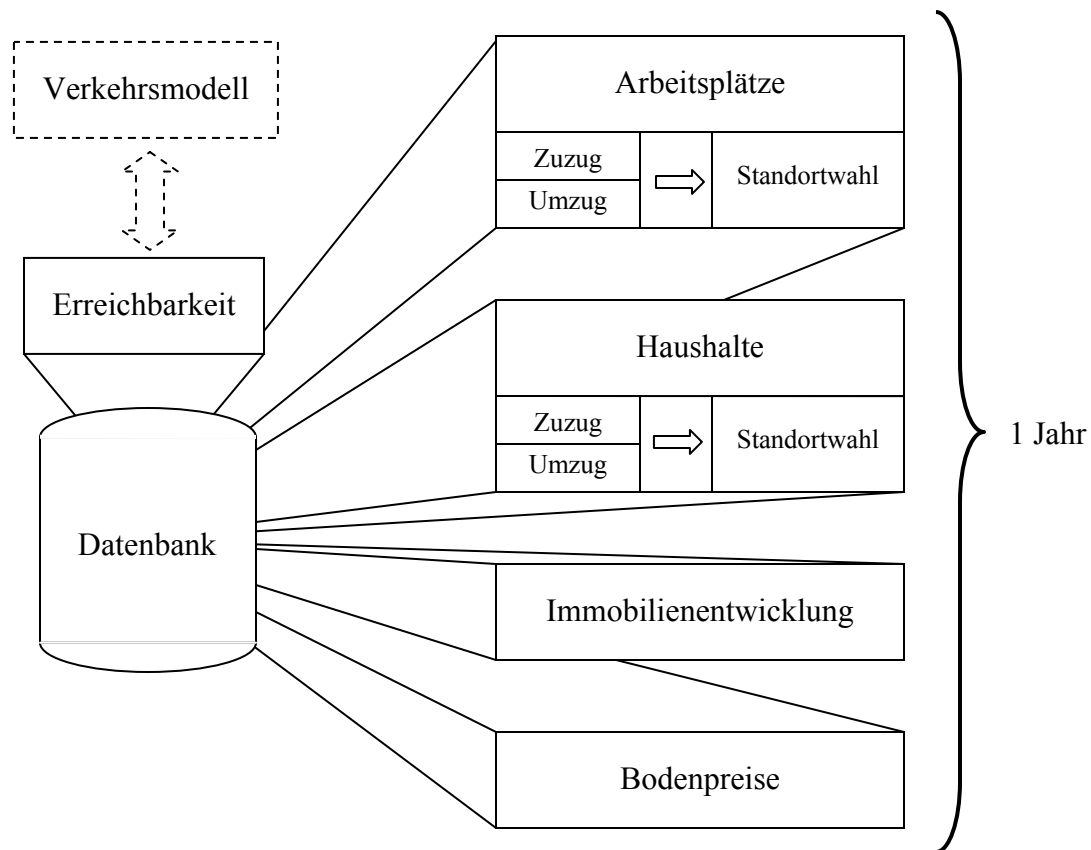 Verkehrsmodell
Erreichbarkeit
Datenbank
Arbeitsplätze
Zuzug
Umzug
Standortwahl
Haushalte
Zuzug
Umzug
Standortwahl
Immobilienentwicklung
Bodenpreise
1 Jahr